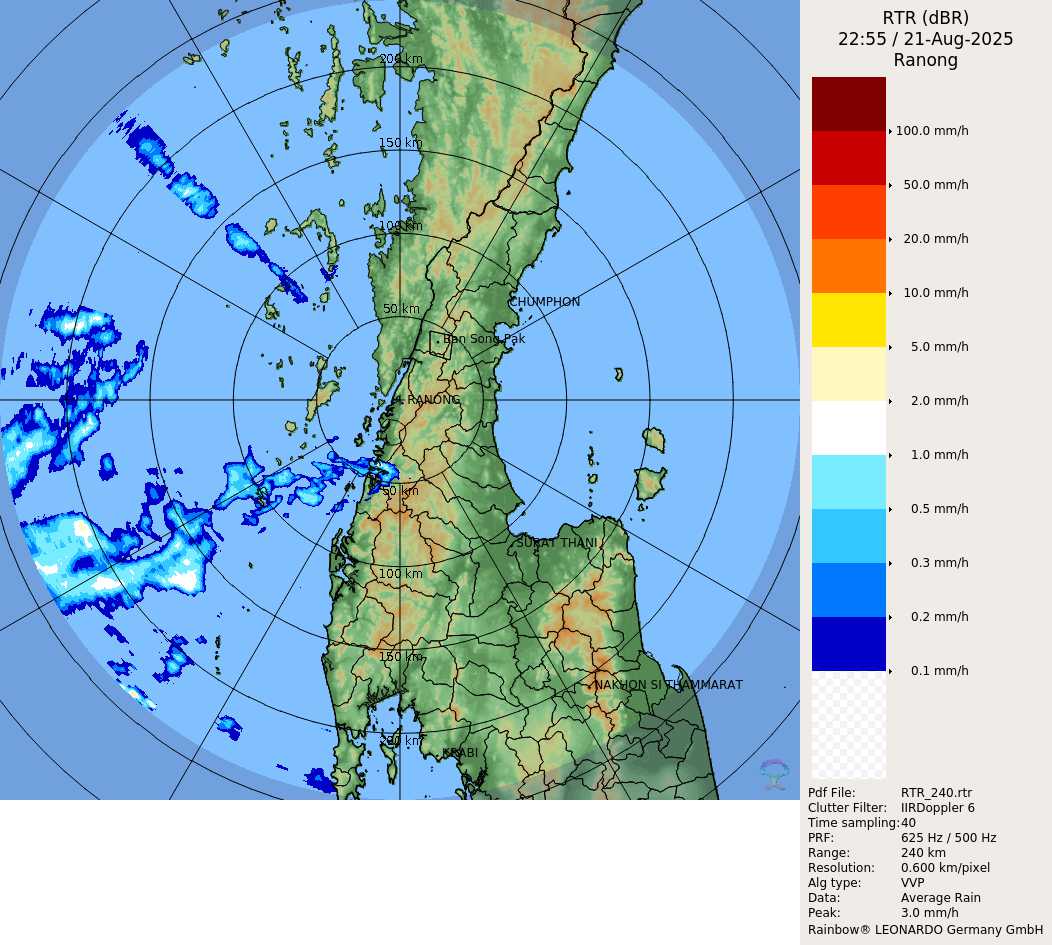 RTR (dBR)
22:55 / 21-Aug-2025
Ranong
200 km
150 km
100 km
50 km
CHUMPHON
Ban Song Pak
RANONG
50 km
SURAT THANI
100 km
150 km
NAKHON SI THAMMARAT
200 km
KRABI
100.0 mm/h
50.0 mm/h
20.0 mm/h
10.0 mm/h
5.0 mm/h
2.0 mm/h
1.0 mm/h
0.5 mm/h
0.3 mm/h
0.2 mm/h
0.1 mm/h
Pdf File: RTR_240.rtr
Clutter Filter: IIRDoppler 6
Time sampling:40
PRF: 625 Hz / 500 Hz
Range: 240 km
Resolution: 0.600 km/pixel
Alg type: VVP
Data: Average Rain
Peak: 3.0 mm/h
Rainbow® LEONARDO Germany GmbH